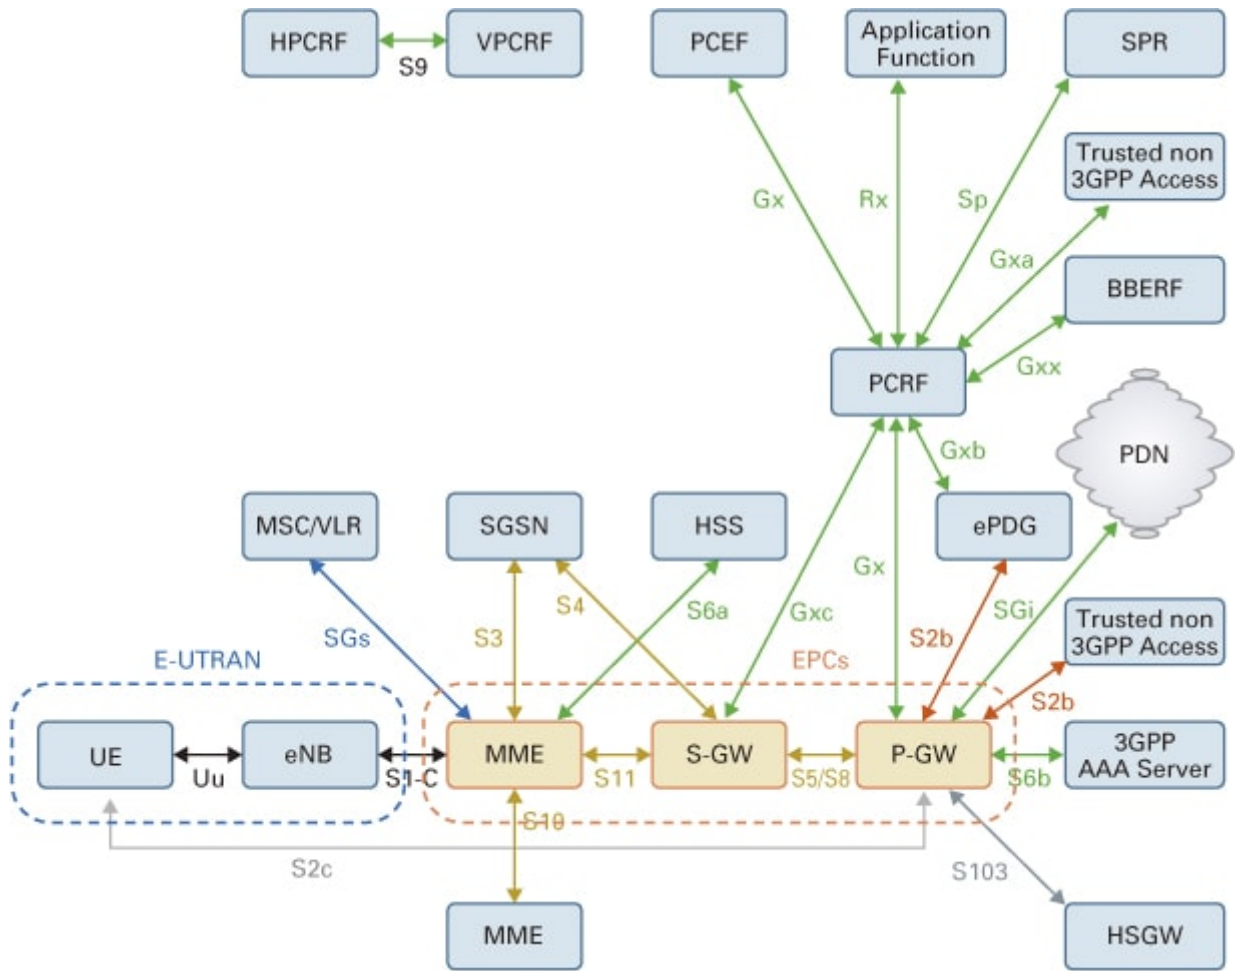 HPCRF
VPCRF
PCEF
Application
Function
SPR
S9
Trusted non
3GPP Access
Gx
Rx
Sp
Gxa
BBERF
Gxx
PCRF
Gxb
PDN
MSC/VLR
SGSN
HSS
ePDG
Gx
S4
S6a
Gxc
SGi
SGs
S3
S2b
Trusted non
3GPP Access
E-UTRAN
EPCs
S2b
UE
eNB
MME
S-GW
P-GW
3GPP
AAA Server
Uu
S1-C
S11
S5/S8
S6b
S10
S2c
S103
MME
HSGW